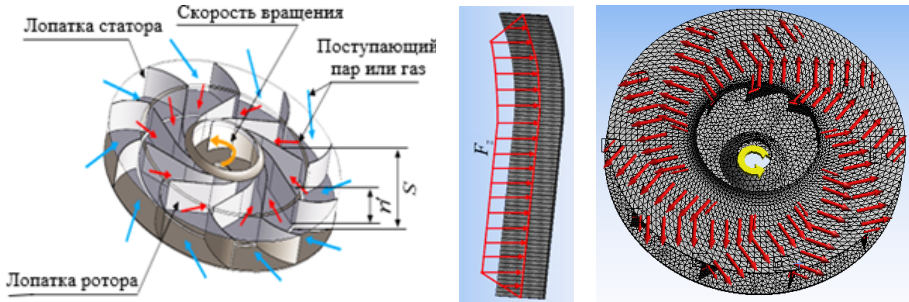 Скорость вращения
Лопатка статора
Поступающий
пар или газ
S
Лопатка ротора
F
z